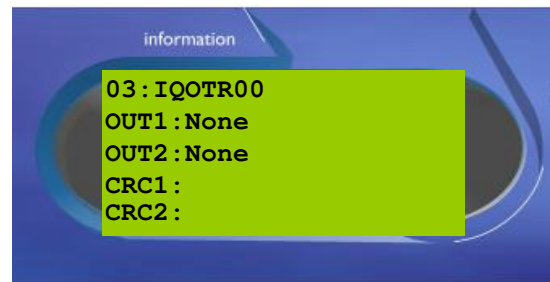 information
03:IQOTR00
OUT1:None
OUT2:None
CRC1:
CRC2: